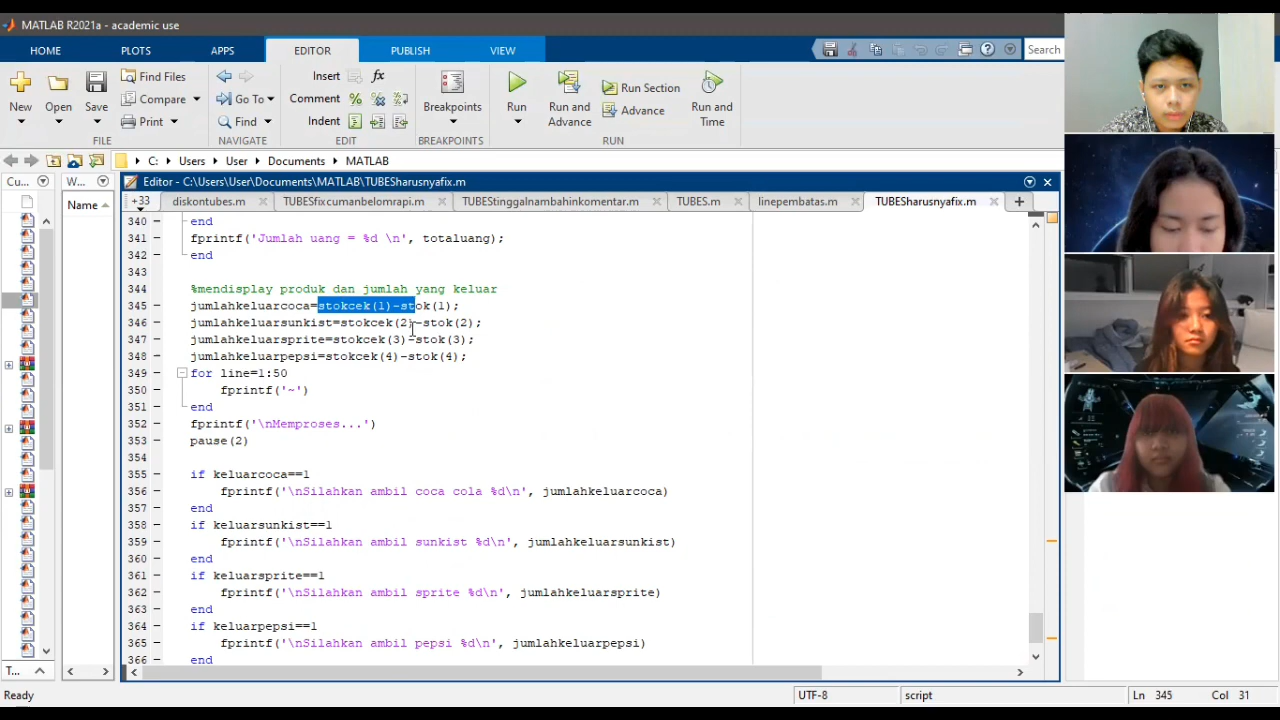 MATLAB R2021a - academic use
HOME PLOTS APPS EDITOR PUBLISH VIEW Search
New Open Save Find Files Compare Print
FILE
Go To Find
NAVIGATE
Insert fx
Comment
Indent
EDIT
Breakpoints
BREAKPOINTS
Run Run and Advance Run Section Advance Run and Time
RUN
C: Users User Documents MATLAB
Cu... W... Editor - C:\Users\User\Documents\MATLAB\TUBESharusnyafix.m
Name
+33 diskontubes.m TUBESfixcumanbelomrapi.m TUBEStinggalnambahinkomentar.m TUBES.m linepembatas.m TUBESharusnyafix.m
340 end
341 fprintf('Jumlah uang = %d \n', totaluang);
342 end
343
344 %mendisplay produk dan jumlah yang keluar
345 jumlahkeluarcoca=stokcek(1)-stok(1);
346 jumlahkeluarsunkist=stokcek(2)-stok(2);
347 jumlahkeluarsprite=stokcek(3)-stok(3);
348 jumlahkeluarpepsi=stokcek(4)-stok(4);
349 for line=1:50
350 fprintf('~')
351 end
352 fprintf('\nMemproses...')
353 pause(2)
354
355 if keluarcoca==1
356 fprintf('\nSilahkan ambil coca cola %d\n', jumlahkeluarcoca)
357 end
358 if keluarsunkist==1
359 fprintf('\nSilahkan ambil sunkist %d\n', jumlahkeluarsunkist)
360 end
361 if keluarsprite==1
362 fprintf('\nSilahkan ambil sprite %d\n', jumlahkeluarsprite)
363 end
364 if keluarpepsi==1
365 fprintf('\nSilahkan ambil pepsi %d\n', jumlahkeluarpepsi)
366 end
T...
Ready UTF-8 script Ln 345 Col 31